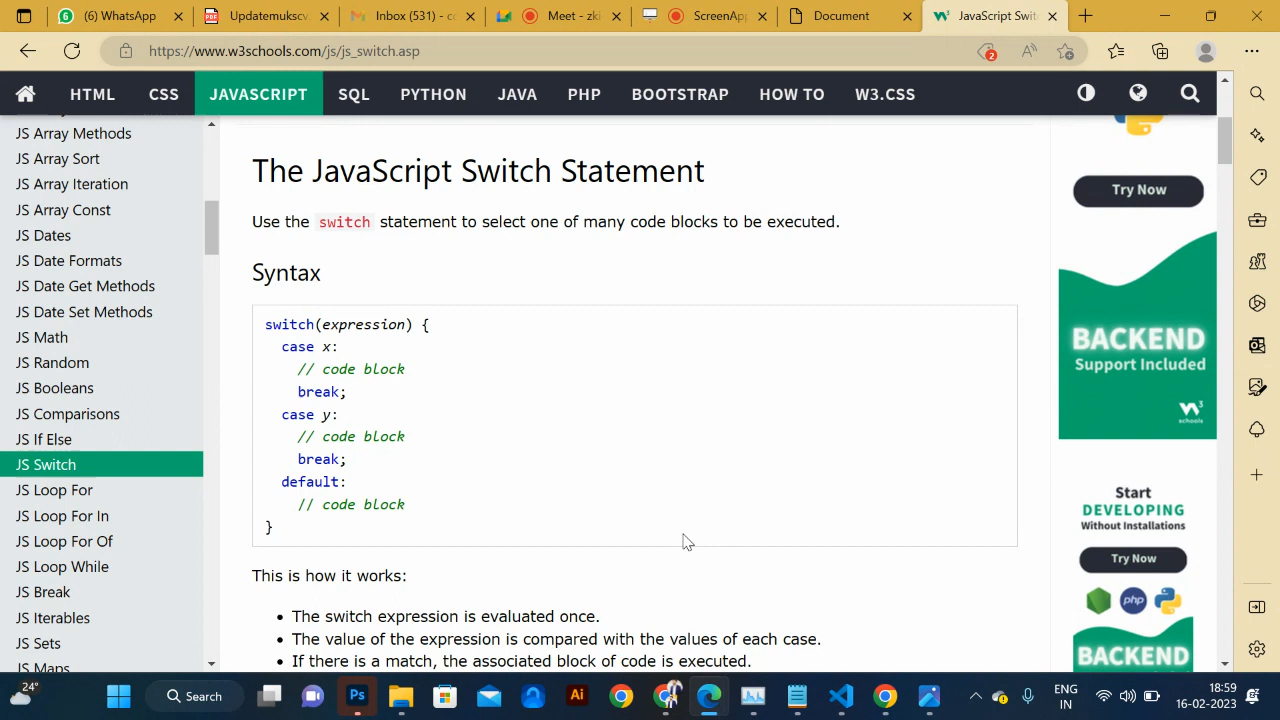 (6) WhatsApp
Updatemukscv.
Inbox (531) - c
Meet - zki
ScreenApp
Document
JavaScript Swit
https://www.w3schools.com/js/js_switch.asp
2
HTML
CSS
JAVASCRIPT
SQL
PYTHON
JAVA
PHP
BOOTSTRAP
HOW TO
W3.CSS
JS Array Methods
JS Array Sort
JS Array Iteration
JS Array Const
JS Dates
JS Date Formats
JS Date Get Methods
JS Date Set Methods
JS Math
JS Random
JS Booleans
JS Comparisons
JS If Else
JS Switch
JS Loop For
JS Loop For In
JS Loop For Of
JS Loop While
JS Break
JS Iterables
JS Sets
JS Maps
The JavaScript Switch Statement
Use the switch statement to select one of many code blocks to be executed.
Syntax
switch(expression) {
case x:
// code block
break;
case y:
// code block
break;
default:
// code block
}
This is how it works:
• The switch expression is evaluated once.
• The value of the expression is compared with the values of each case.
• If there is a match, the associated block of code is executed.
Try Now
BACKEND
Support Included
W3
schools
Start
DEVELOPING
Without Installations
Try Now
php
BACKEND
24°
Search
Ps
Ai
ENG
IN
18:59
16-02-2023